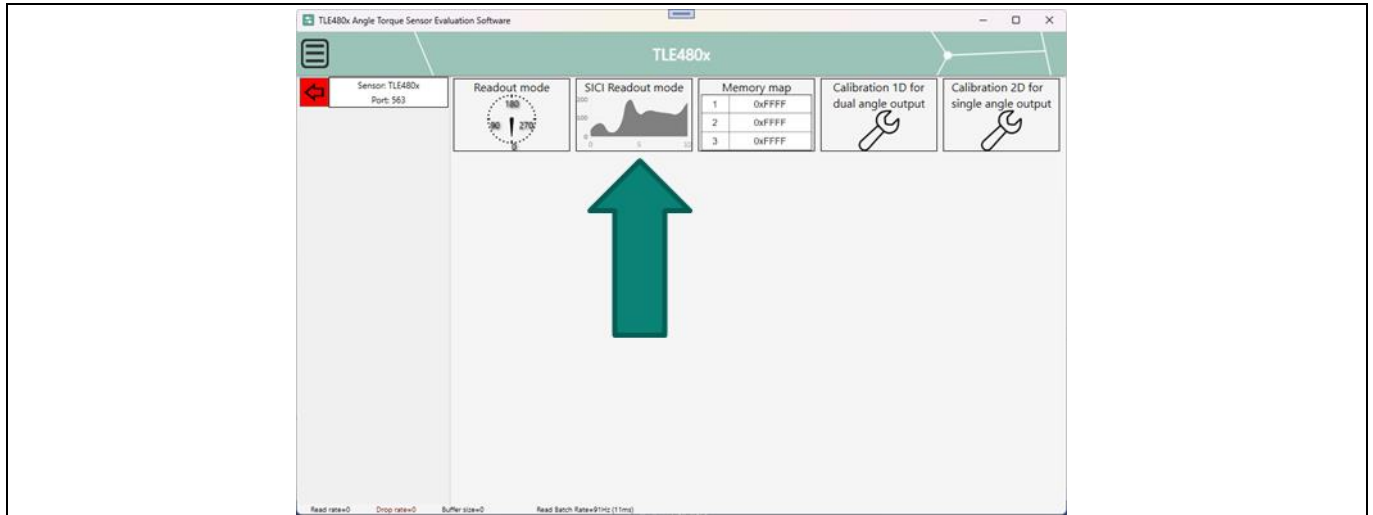 TLE480x Angle Torque Sensor Evaluation Software
TLE480x
Sensor: TLE480x
Port: 563
Readout mode
180
90
270
0
SICI Readout mode
200
100
0
0
5
10
Memory map
1 0xFFFF
2 0xFFFF
3 0xFFFF
Calibration 1D for
dual angle output
Calibration 2D for
single angle output
Read rate=0 Drop rate=0 Buffer size=0 Read Batch Rate=91Hz (11ms)